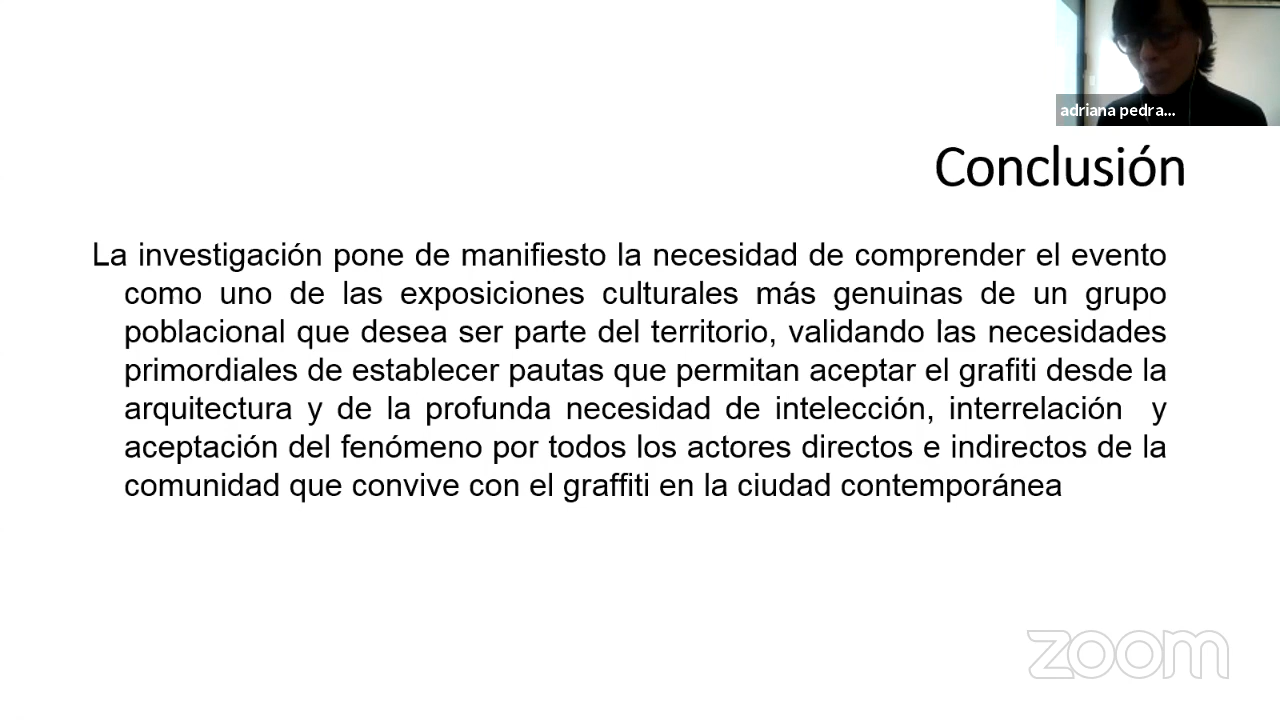 adriana pedra...
Conclusión
La investigación pone de manifiesto la necesidad de comprender el evento
como uno de las exposiciones culturales más genuinas de un grupo
poblacional que desea ser parte del territorio, validando las necesidades
primordiales de establecer pautas que permitan aceptar el grafiti desde la
arquitectura y de la profunda necesidad de intelección, interrelación y
aceptación del fenómeno por todos los actores directos e indirectos de la
comunidad que convive con el graffiti en la ciudad contemporánea
zoom